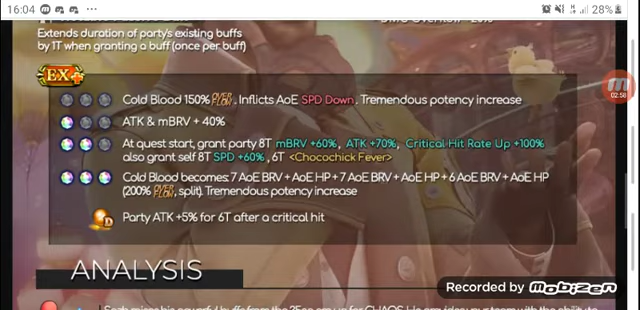 16:04
28%
Extends duration of party's existing buffs
by 1T when granting a buff (once per buff)
EX+
02:58
Cold Blood 150% OVER FLOW. Inflicts AoE SPD Down. Tremendous potency increase
ATK & mBRV + 40%
At quest start, grant party 8T mBRV +60%, ATK +70%, Critical Hit Rate Up +100%
also grant self 8T SPD +60%, 6T <Chocochick Fever>
Cold Blood becomes: 7 AoE BRV + AoE HP + 7 AoE BRV + AoE HP + 6 AoE BRV + AoE HP
(200% OVER FLOW, split). Tremendous potency increase
D
Party ATK +5% for 6T after a critical hit
ANALYSIS
Recorded by Mobizen